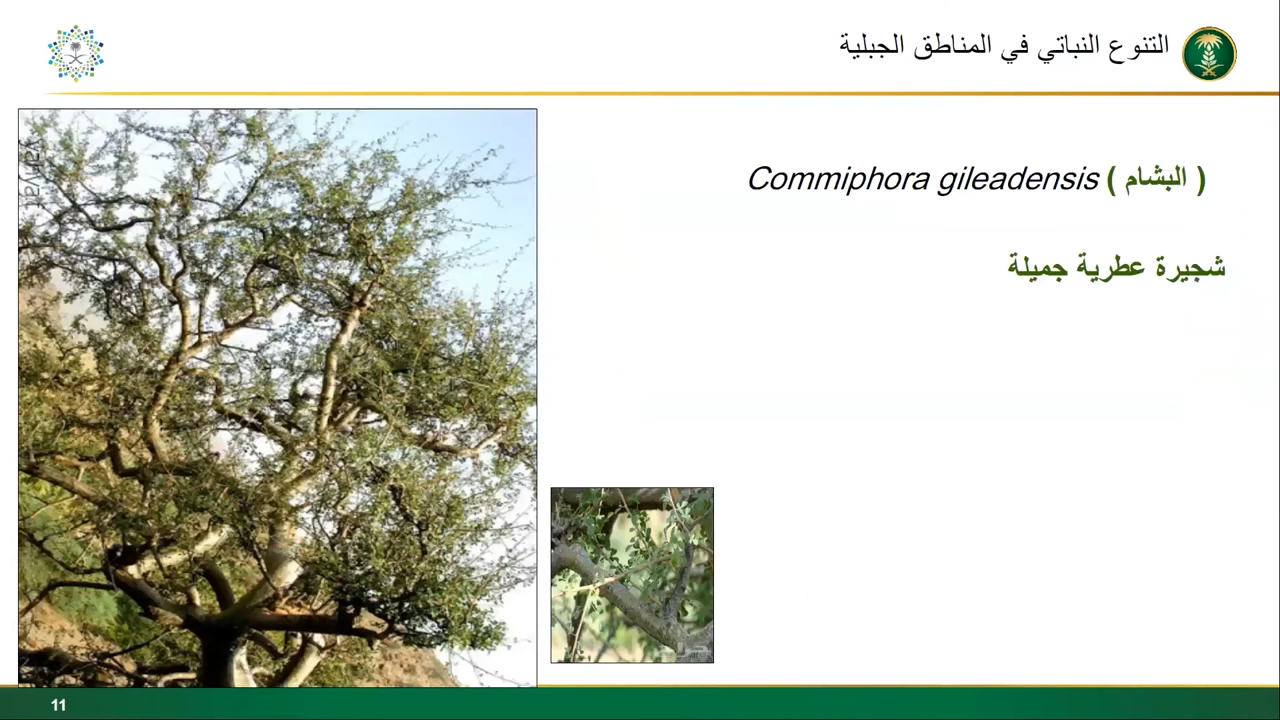 التنوع النباتي في المناطق الجبلية
( البشام ) Commiphora gileadensis
شجيرة عطرية جميلة
11